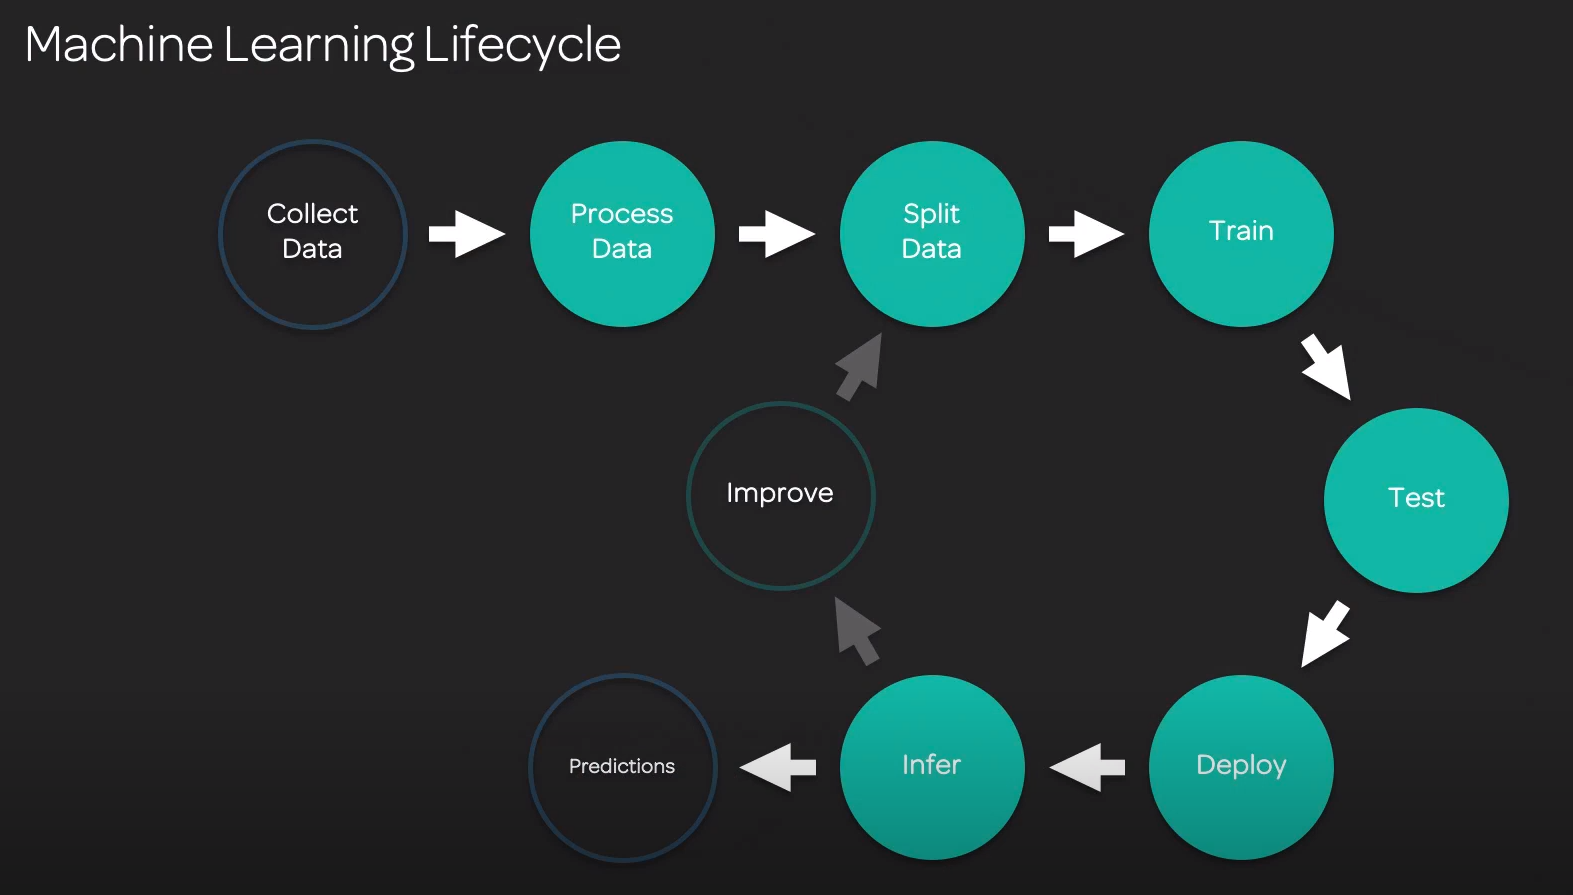 Machine Learning Lifecycle
Collect
Data
Process
Data
Split
Data
Train
Improve
Test
Predictions
Infer
Deploy